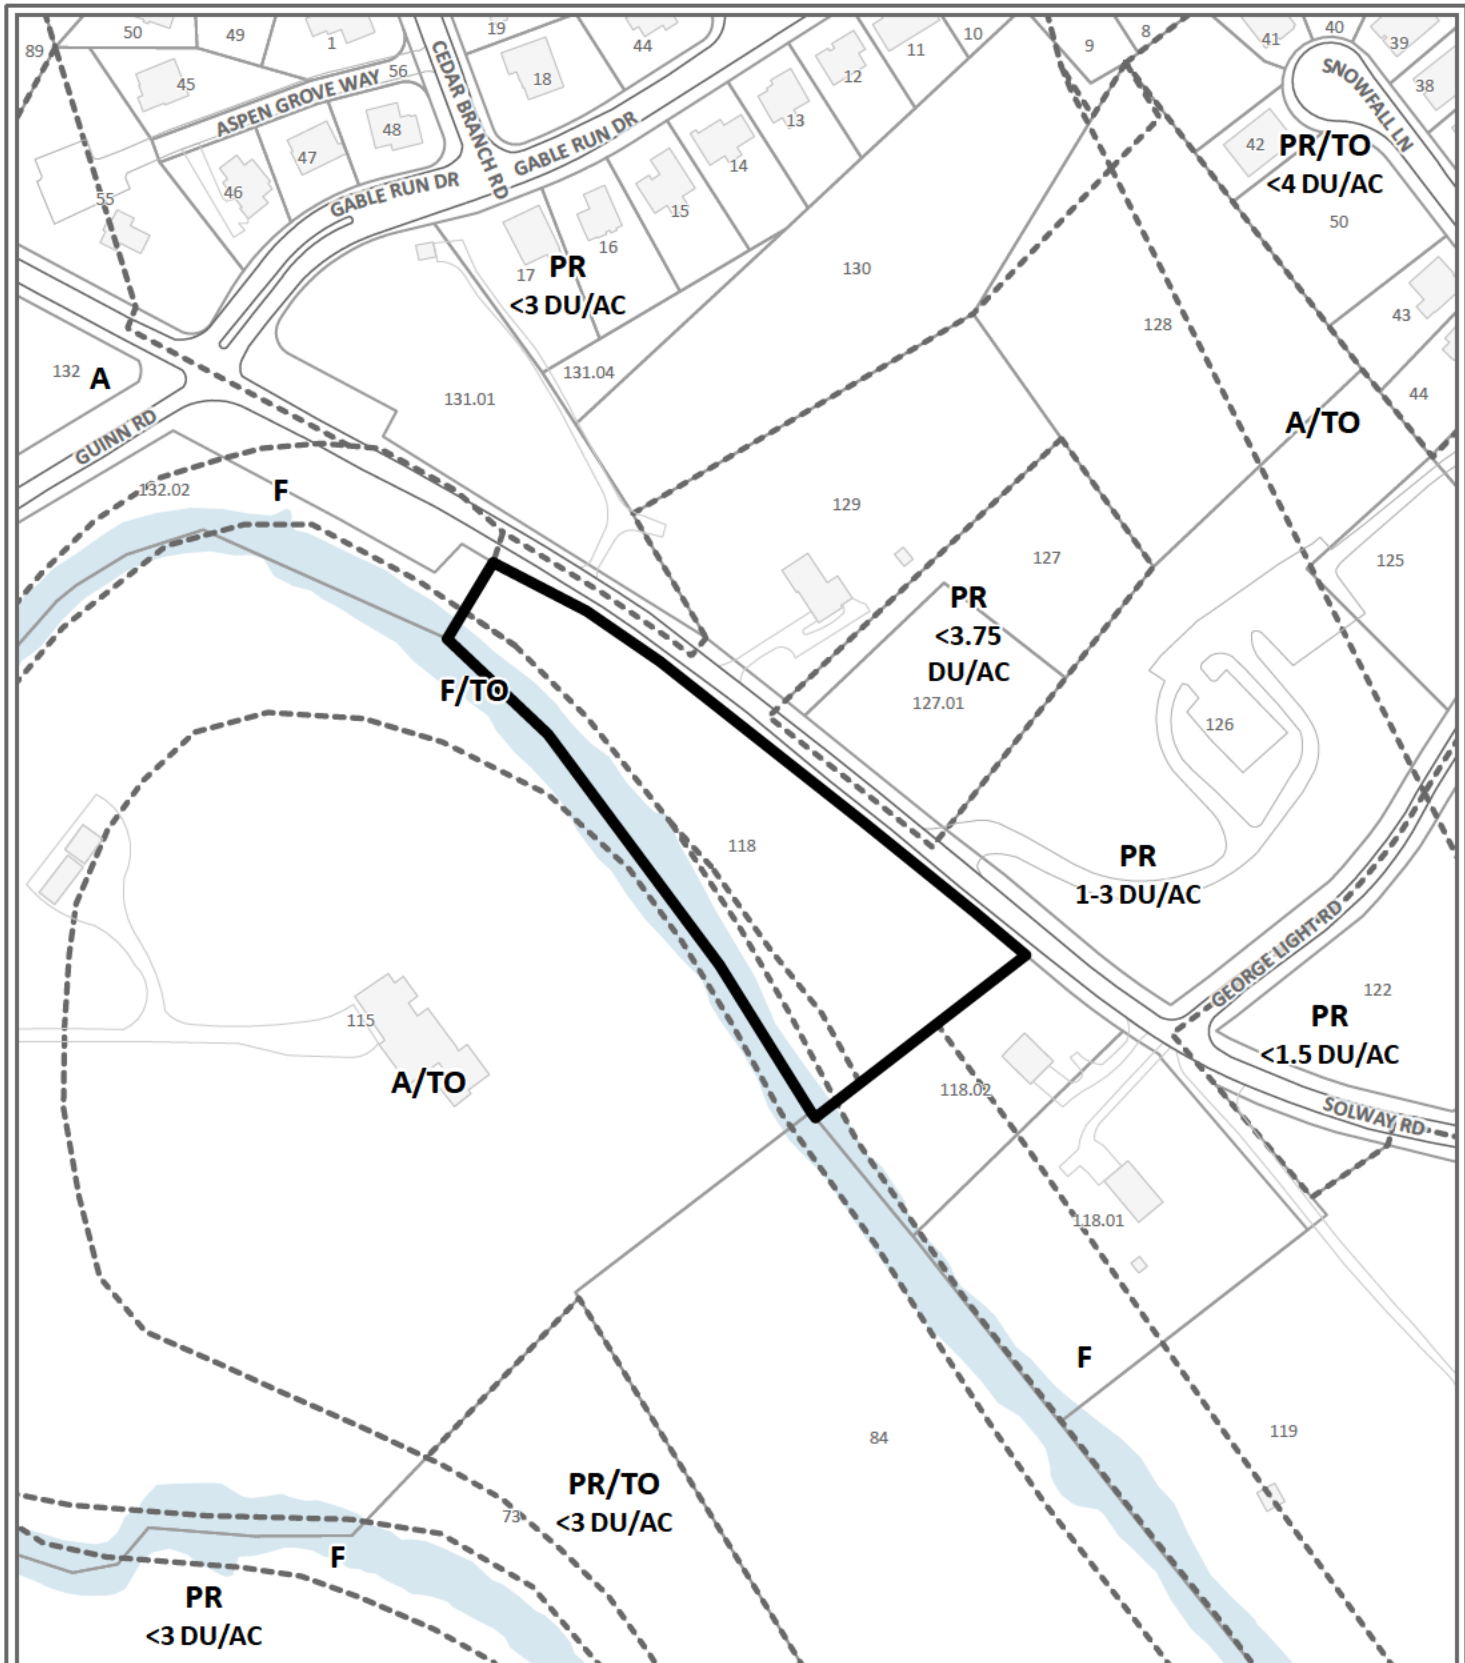 50
49
1
89
45
56
ASPEN GROVE WAY
48
47
46
55
CEDAR BRANCH RD
19
44
18
GABLE RUN DR
GABLE RUN DR
10
11
12
13
14
15
16
17
PR
<3 DU/AC
9
8
41
40
39
38
SNOWFALL LN
42
PR/TO
<4 DU/AC
50
43
44
130
128
A/TO
132
A
GUINN RD
131.01
131.04
132.02
F
129
127
125
PR
<3.75
DU/AC
127.01
126
F/TO
118
PR
1-3 DU/AC
GEORGE LIGHT RD
122
PR
<1.5 DU/AC
SOLWAY RD
115
A/TO
118.02
118.01
F
119
84
PR/TO
<3 DU/AC
73
F
PR
<3 DU/AC